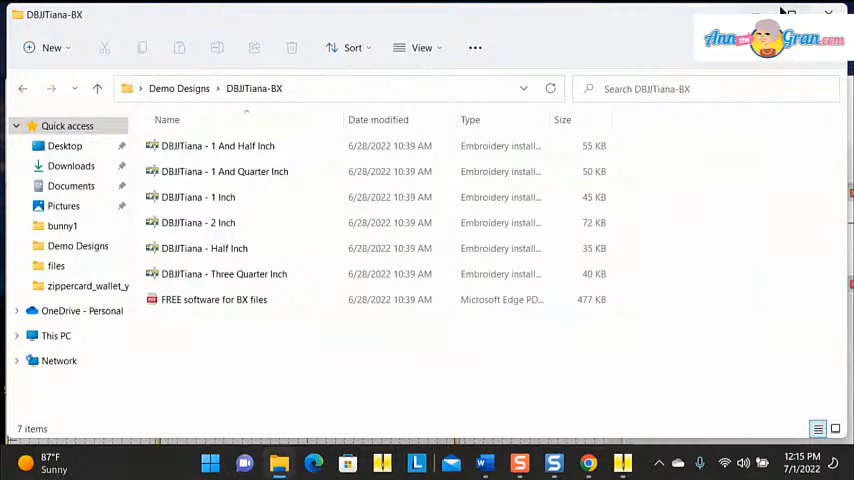 DBJJTiana-BX
Ann The Gran.com
New
Sort
View
Demo Designs
DBJJTiana-BX
Search DBJJTiana-BX
Quick access
Name
Date modified
Type
Size
Desktop
DBJJTiana - 1 And Half Inch
6/28/2022 10:39 AM
Embroidery install...
55 KB
Downloads
DBJJTiana - 1 And Quarter Inch
6/28/2022 10:39 AM
Embroidery install...
50 KB
Documents
DBJJTiana - 1 Inch
6/28/2022 10:39 AM
Embroidery install...
45 KB
Pictures
bunny1
DBJJTiana - 2 Inch
6/28/2022 10:39 AM
Embroidery install...
72 KB
Demo Designs
DBJJTiana - Half Inch
6/28/2022 10:39 AM
Embroidery install...
35 KB
files
DBJJTiana - Three Quarter Inch
6/28/2022 10:39 AM
Embroidery install...
40 KB
zippercard_wallet_y
FREE software for BX files
6/28/2022 10:39 AM
Microsoft Edge PD...
477 KB
OneDrive - Personal
This PC
Network
7 items
87°F
Sunny
12:15 PM
7/1/2022